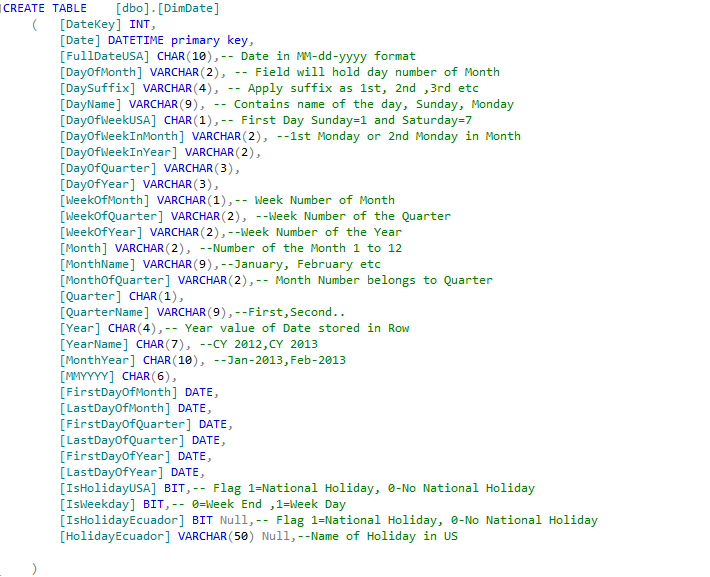 CREATE TABLE    [dbo].[DimDate]
    (   [DateKey] INT,
        [Date] DATETIME primary key,
        [FullDateUSA] CHAR(10),-- Date in MM-dd-yyyy format
        [DayOfMonth] VARCHAR(2), -- Field will hold day number of Month
        [DaySuffix] VARCHAR(4), -- Apply suffix as 1st, 2nd ,3rd etc
        [DayName] VARCHAR(9), -- Contains name of the day, Sunday, Monday
        [DayOfWeekUSA] CHAR(1),-- First Day Sunday=1 and Saturday=7
        [DayOfWeekInMonth] VARCHAR(2), --1st Monday or 2nd Monday in Month
        [DayOfWeekInYear] VARCHAR(2),
        [DayOfQuarter] VARCHAR(3),
        [DayOfYear] VARCHAR(3),
        [WeekOfMonth] VARCHAR(1),-- Week Number of Month
        [WeekOfQuarter] VARCHAR(2), --Week Number of the Quarter
        [WeekOfYear] VARCHAR(2),--Week Number of the Year
        [Month] VARCHAR(2), --Number of the Month 1 to 12
        [MonthName] VARCHAR(9),--January, February etc
        [MonthOfQuarter] VARCHAR(2),-- Month Number belongs to Quarter
        [Quarter] CHAR(1),
        [QuarterName] VARCHAR(9),--First,Second..
        [Year] CHAR(4),-- Year value of Date stored in Row
        [YearName] CHAR(7), --CY 2012,CY 2013
        [MonthYear] CHAR(10), --Jan-2013,Feb-2013
        [MMYYYY] CHAR(6),
        [FirstDayOfMonth] DATE,
        [LastDayOfMonth] DATE,
        [FirstDayOfQuarter] DATE,
        [LastDayOfQuarter] DATE,
        [FirstDayOfYear] DATE,
        [LastDayOfYear] DATE,
        [IsHolidayUSA] BIT,-- Flag 1=National Holiday, 0-No National Holiday
        [IsWeekday] BIT,-- 0=Week End ,1=Week Day
        [IsHolidayEcuador] BIT Null,-- Flag 1=National Holiday, 0-No National Holiday
        [HolidayEcuador] VARCHAR(50) Null,--Name of Holiday in US
    )